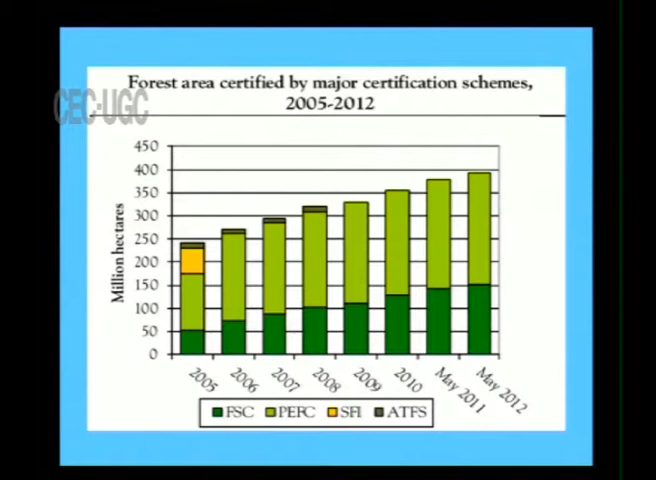 Forest area certified by major certification schemes,
2005-2012
CEC-UGC
450
400
350
300
250
200
150
100
50
0
Million hectares
2005
2006
2007
2008
2009
2010
May 2011
May 2012
FSC PEFC SFI ATFS